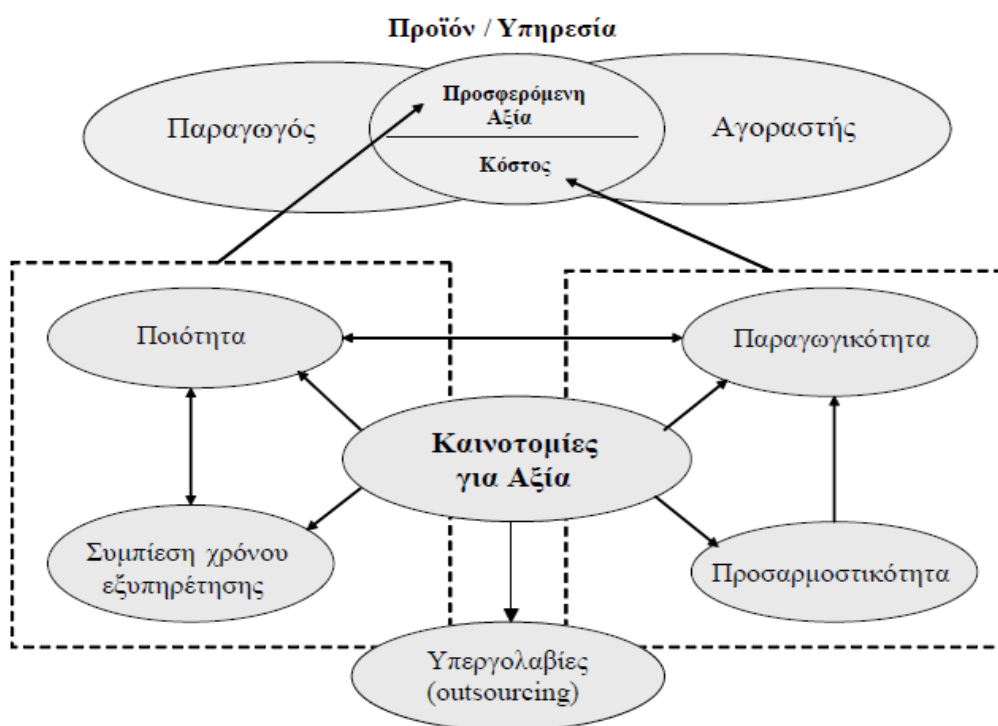 Προϊόν / Υπηρεσία
Παραγωγός
Προσφερόμενη
Αξία
Κόστος
Αγοραστής
Ποιότητα
Παραγωγικότητα
Καινοτομίες
για Αξία
Συμπίεση χρόνου
εξυπηρέτησης
Προσαρμοστικότητα
Υπεργολαβίες
(outsourcing)